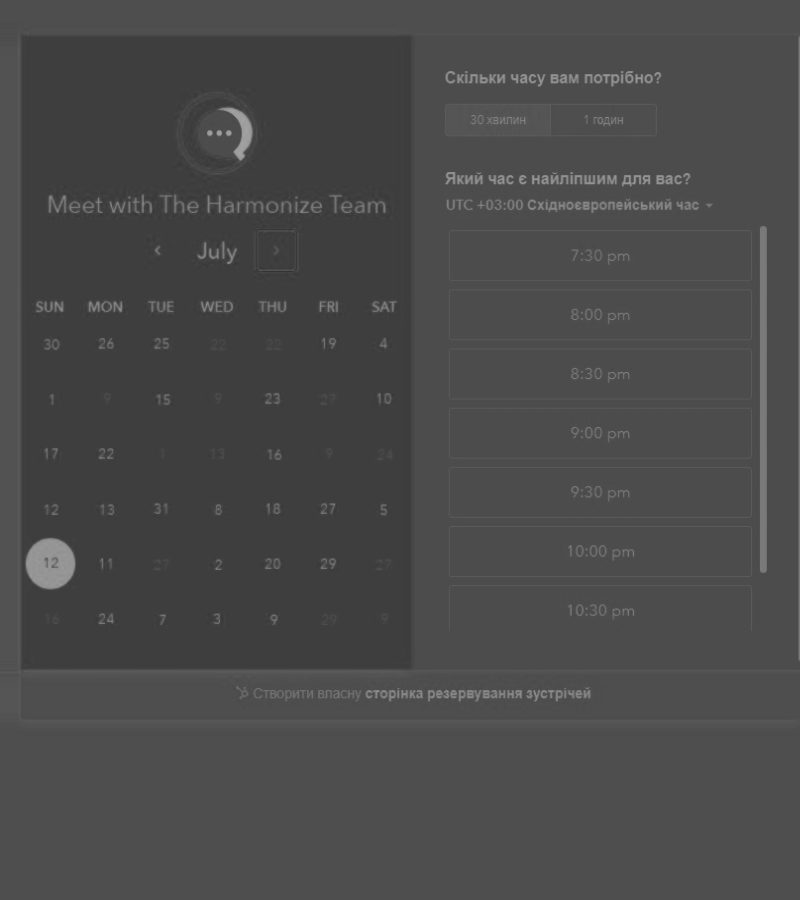 Meet with The Harmonize Team
July
SUN MON TUE WED THU FRI SAT
30 26 25 22 22 19 4
1 9 15 9 23 27 10
17 22 1 13 16 9 24
12 13 31 8 18 27 5
12 11 27 2 20 29 27
16 24 7 3 9 29 9
Скільки часу вам потрібно?
30 хвилин 1 годин
Який час є найліпшим для вас?
UTC +03:00 Східноєвропейський час
7:30 pm
8:00 pm
8:30 pm
9:00 pm
9:30 pm
10:00 pm
10:30 pm
Створити власну сторінка резервування зустрічей